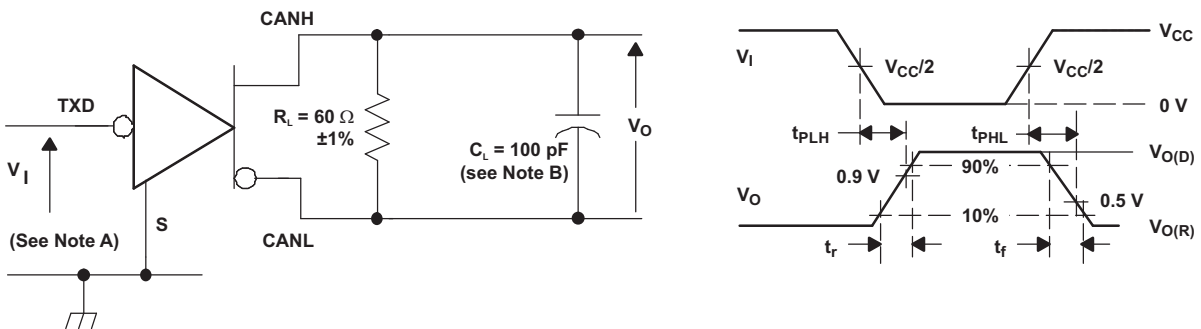 CANH
TXD
R_L = 60 Ω
±1%
C_L = 100 pF
(see Note B)
V_O
V_I
S
(See Note A)
CANL
V_CC
V_I
V_CC/2
V_CC/2
0 V
t_PLH
t_PHL
V_O(D)
90%
0.9 V
V_O
0.5 V
10%
V_O(R)
t_r
t_f